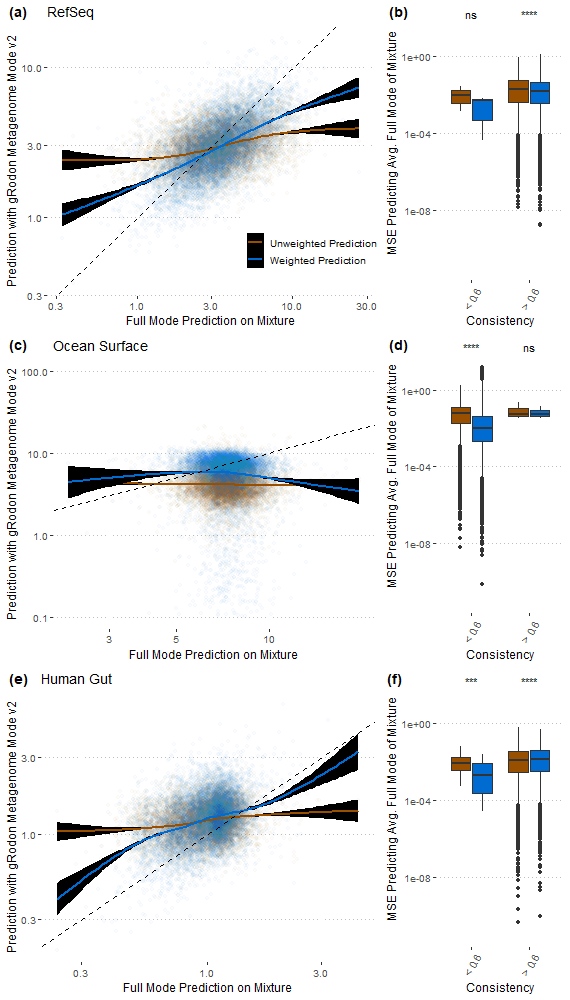 (a) RefSeq
Prediction with gRodon Metagenome Mode v2
10.0
3.0
1.0
0.3
Unweighted Prediction
Weighted Prediction
0.3 1.0 3.0 10.0 30.0
Full Mode Prediction on Mixture
(b)
ns ****
MSE Predicting Avg. Full Mode of Mixture
1e+00
1e-04
1e-08
< 0.6 > 0.6
Consistency
(c) Ocean Surface
Prediction with gRodon Metagenome Mode v2
100.0
10.0
1.0
0.1
3 5 10
Full Mode Prediction on Mixture
(d)
**** ns
MSE Predicting Avg. Full Mode of Mixture
1e+00
1e-04
1e-08
< 0.6 > 0.6
Consistency
(e) Human Gut
Prediction with gRodon Metagenome Mode v2
3.0
1.0
0.3
0.3 1.0 3.0
Full Mode Prediction on Mixture
(f)
*** ****
MSE Predicting Avg. Full Mode of Mixture
1e+00
1e-04
1e-08
< 0.6 > 0.6
Consistency